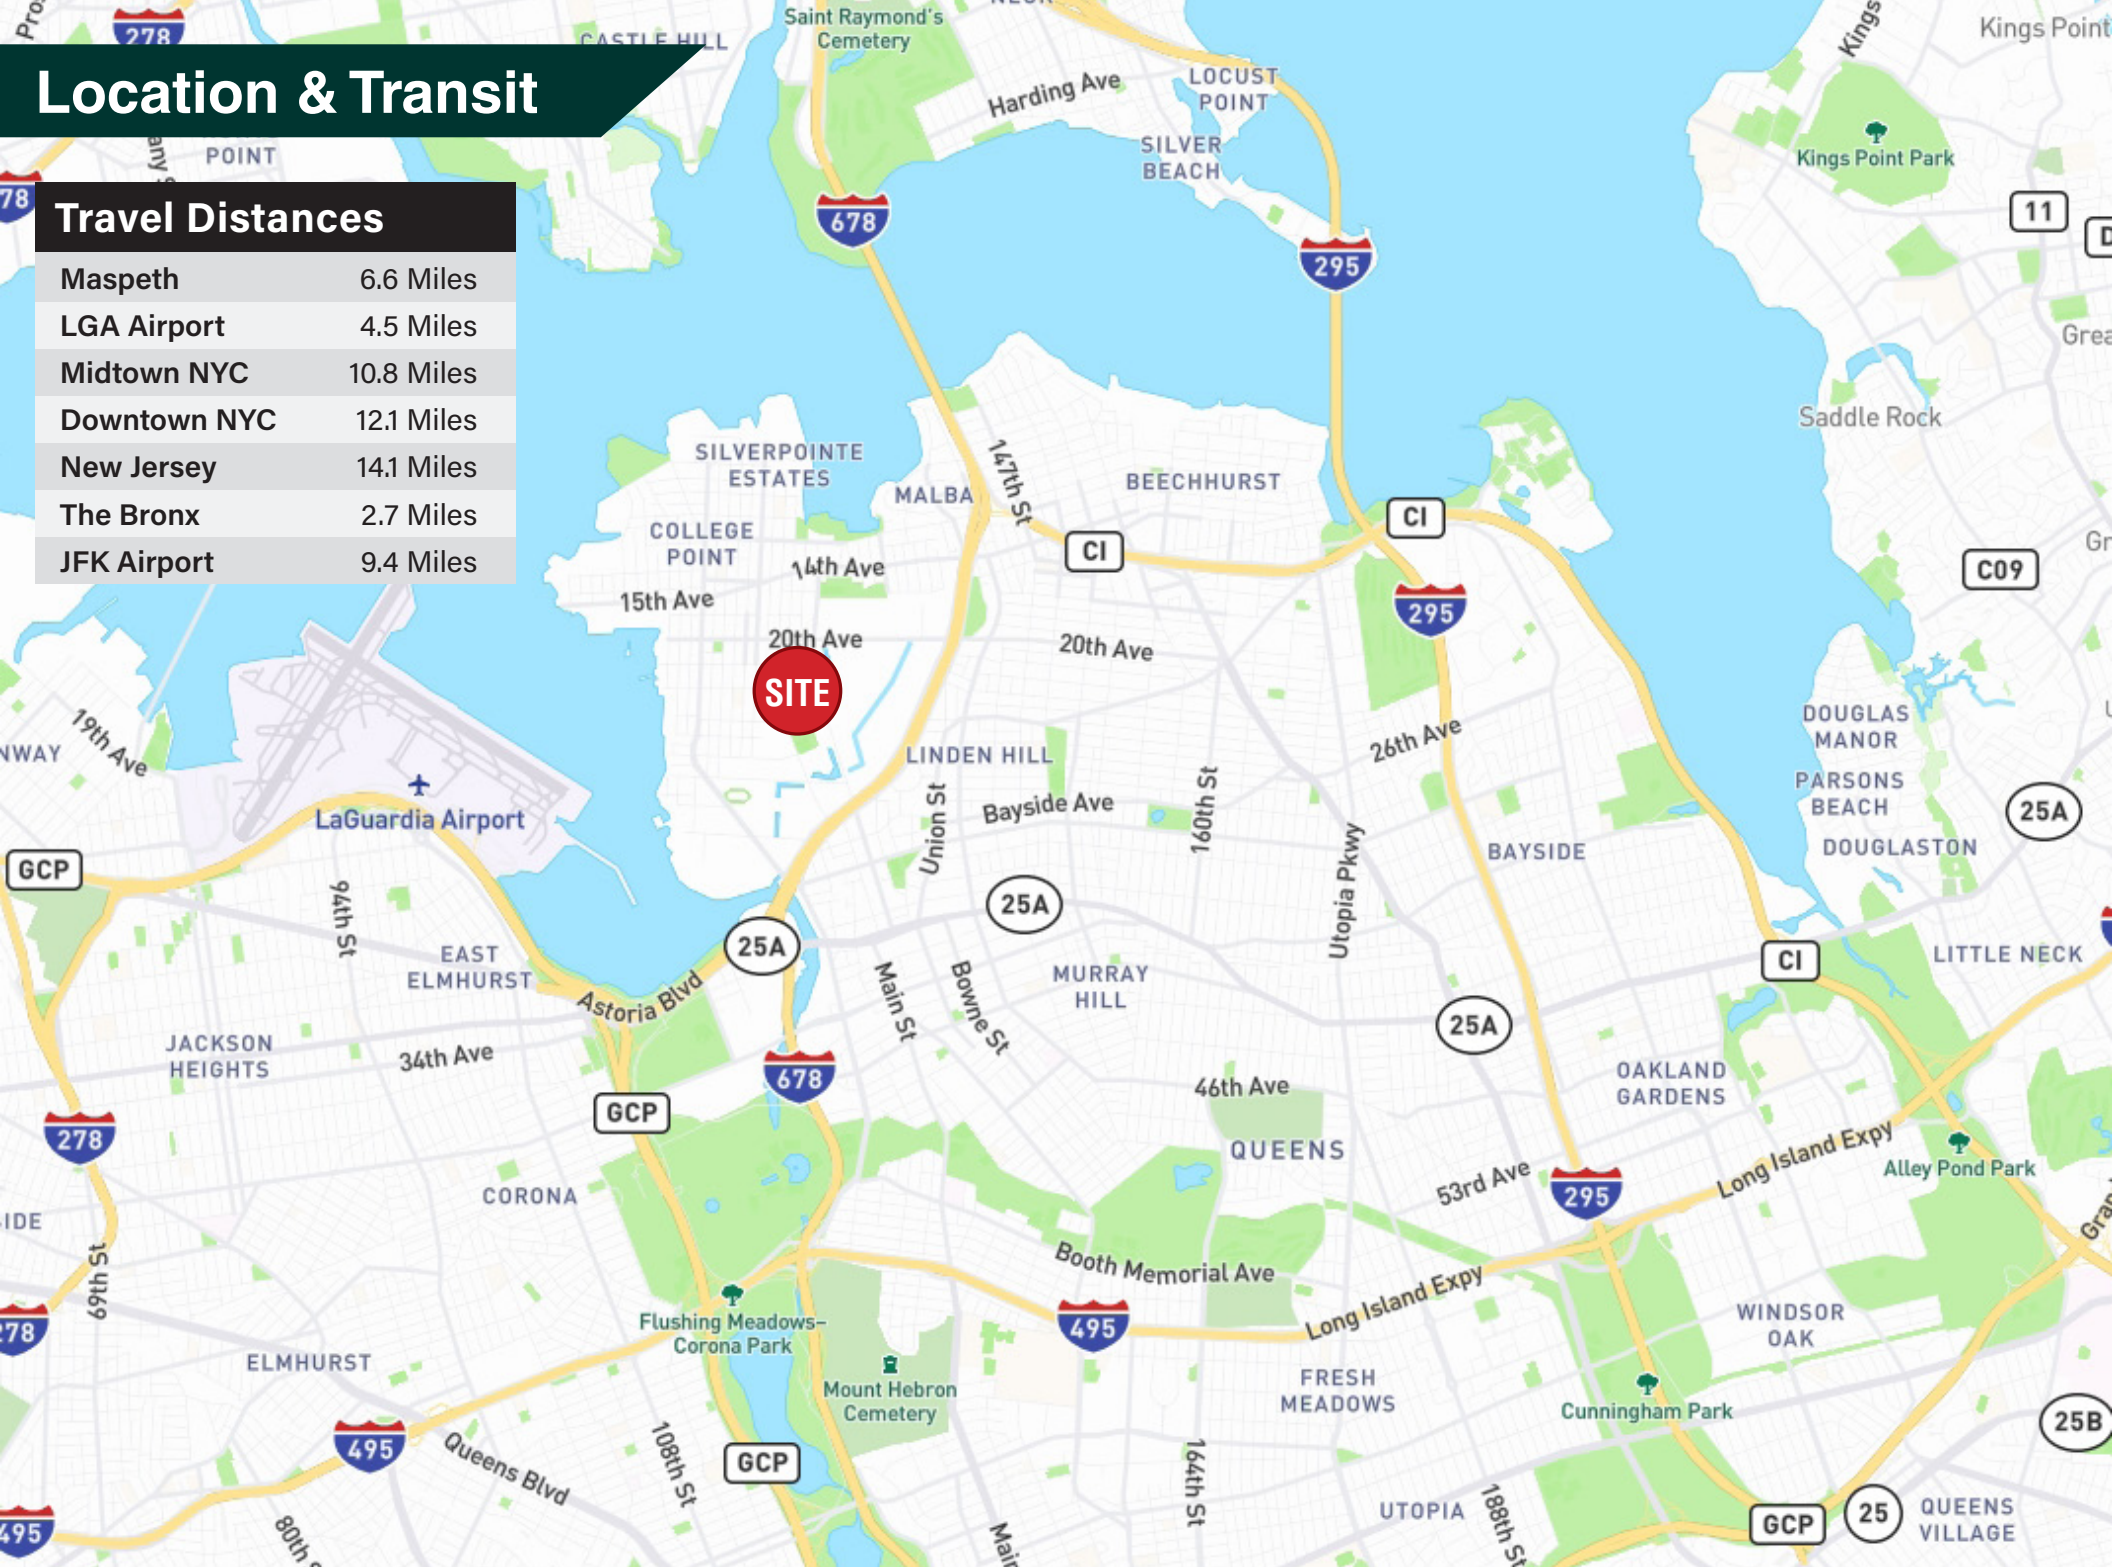 Location & Transit
Travel Distances
Maspeth 6.6 Miles
LGA Airport 4.5 Miles
Midtown NYC 10.8 Miles
Downtown NYC 12.1 Miles
New Jersey 14.1 Miles
The Bronx 2.7 Miles
JFK Airport 9.4 Miles
278
CASTLE HILL
Saint Raymond's
Cemetery
Harding Ave
LOCUST
POINT
SILVER
BEACH
Kings
Kings Point
Kings Point Park
POINT
678
295
11
Saddle Rock
C09
SILVERPOINTE
ESTATES
MALBA
147th St
BEECHHURST
CI
CI
COLLEGE
POINT
14th Ave
15th Ave
20th Ave
20th Ave
SITE
295
26th Ave
19th Ave
LaGuardia Airport
GCP
94th St
LINDEN HILL
Union St
Bayside Ave
160th St
Utopia Pkwy
BAYSIDE
DOUGLAS
MANOR
PARSONS
BEACH
DOUGLASTON
25A
25A
25A
25A
EAST
ELMHURST
Astoria Blvd
Main St
Bowne St
MURRAY
HILL
CI
LITTLE NECK
JACKSON
HEIGHTS
34th Ave
678
GCP
46th Ave
QUEENS
OAKLAND
GARDENS
278
CORONA
53rd Ave
295
Long Island Expy
Alley Pond Park
69th St
278
Booth Memorial Ave
Long Island Expy
Flushing Meadows–
Corona Park
495
WINDSOR
OAK
ELMHURST
Mount Hebron
Cemetery
FRESH
MEADOWS
Cunningham Park
25B
495
Queens Blvd
108th St
GCP
164th St
UTOPIA
188th St
GCP
25
QUEENS
VILLAGE
495
80th